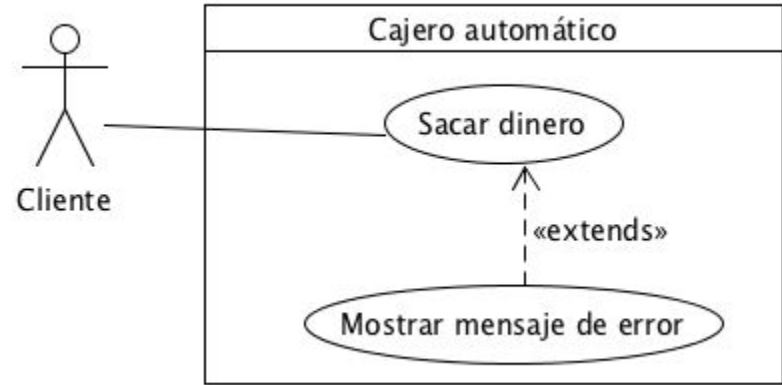 Cajero automático
Sacar dinero
Cliente
«extends»
Mostrar mensaje de error